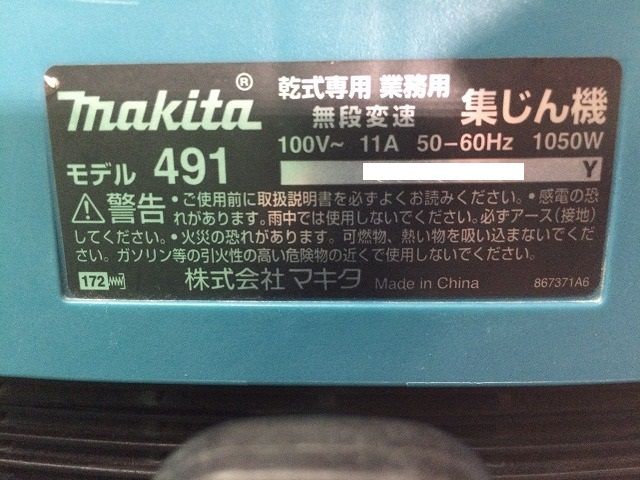 makita® 乾式専用 業務用
無段変速 集じん機
100V~ 11A 50-60Hz 1050W
モデル 491
Y
⚠警告 ・ご使用前に取扱説明書を必ずよくお読みください。・感電の恐
れがあります。雨中では使用しないでください。必ずアース(接地)
してください。・火災の恐れがあります。可燃物、熱い物を吸い込まないでくだ
さい。ガソリン等の引火性の高い危険物の近くで使用しないでください。
172 株式会社マキタ Made in China 867371A6